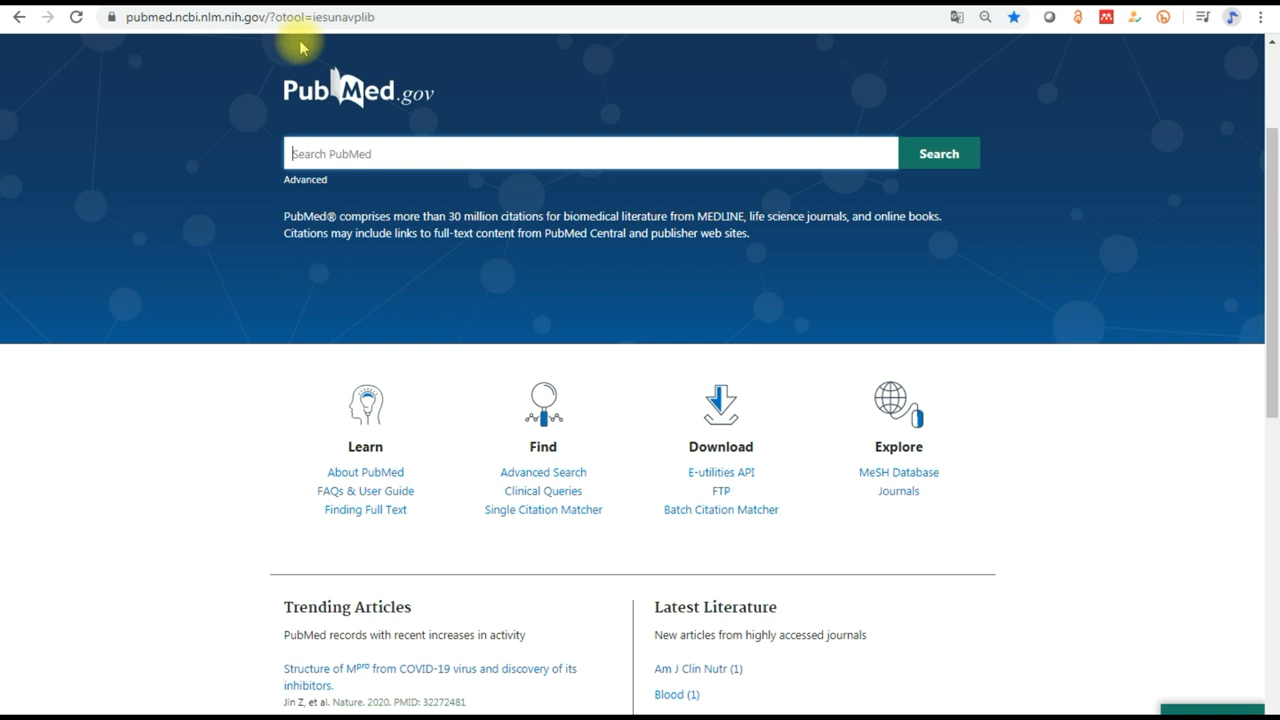 pubmed.ncbi.nlm.nih.gov/?otool=iesunavplib
PubMed.gov
Search PubMed
Search
Advanced
PubMed® comprises more than 30 million citations for biomedical literature from MEDLINE, life science journals, and online books.
Citations may include links to full-text content from PubMed Central and publisher web sites.
Learn
About PubMed
FAQs & User Guide
Finding Full Text
Find
Advanced Search
Clinical Queries
Single Citation Matcher
Download
E-utilities API
FTP
Batch Citation Matcher
Explore
MeSH Database
Journals
Trending Articles
PubMed records with recent increases in activity
Structure of Mpro from COVID-19 virus and discovery of its
inhibitors.
Jin Z, et al. Nature. 2020. PMID: 32272481
Latest Literature
New articles from highly accessed journals
Am J Clin Nutr (1)
Blood (1)